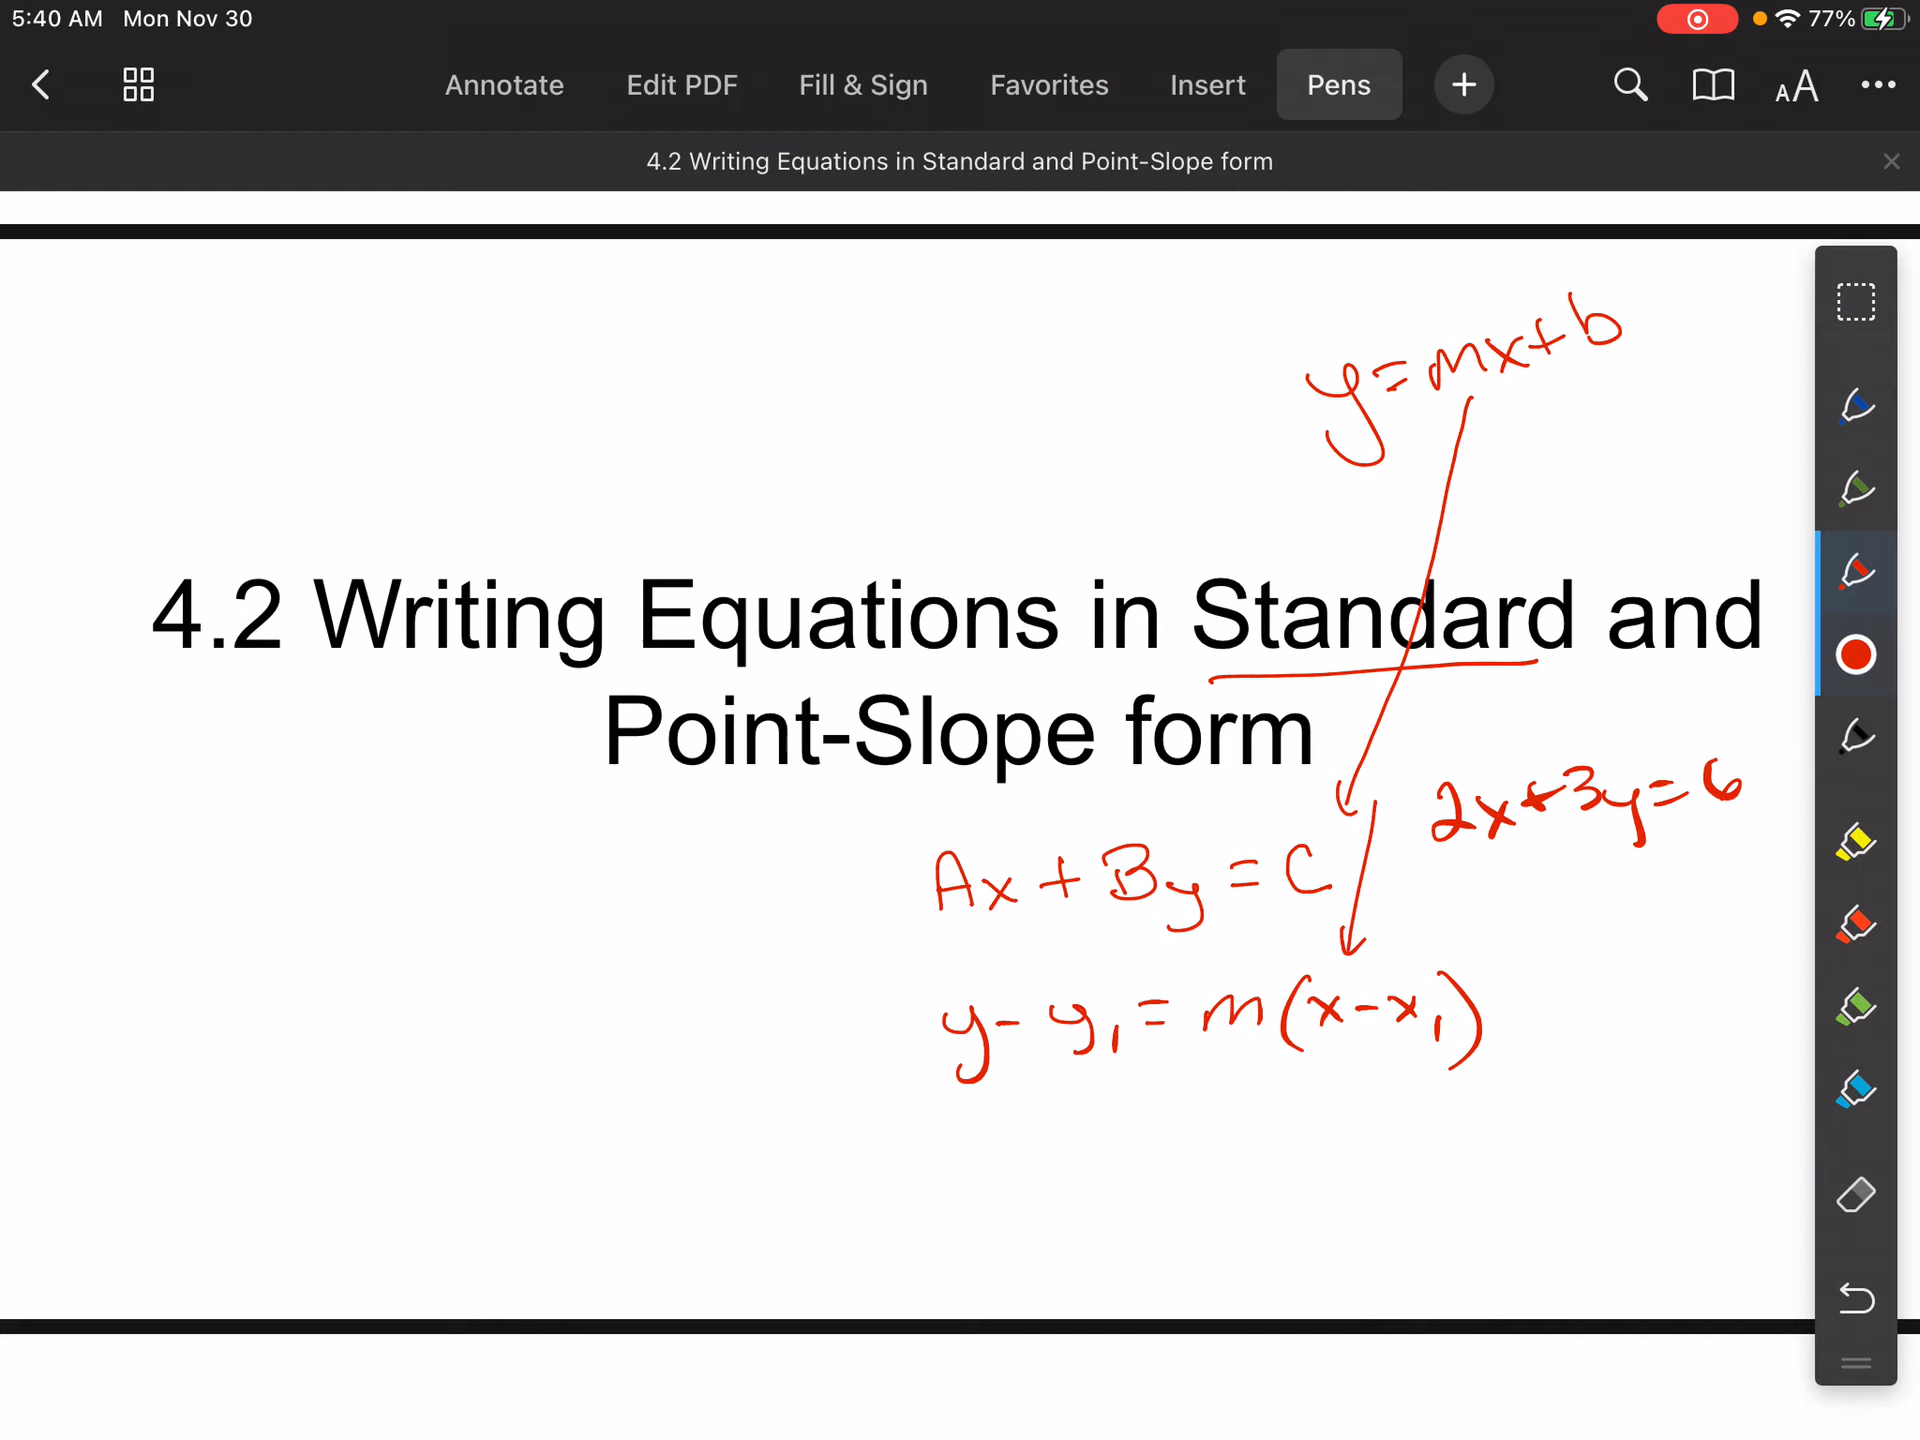 5:40 AM Mon Nov 30 77%
Annotate Edit PDF Fill & Sign Favorites Insert Pens + AA
4.2 Writing Equations in Standard and Point-Slope form
y=mx+b
4.2 Writing Equations in Standard and
Point-Slope form
2x+3y=6
Ax + By = C
y - y₁ = m(x - x₁)